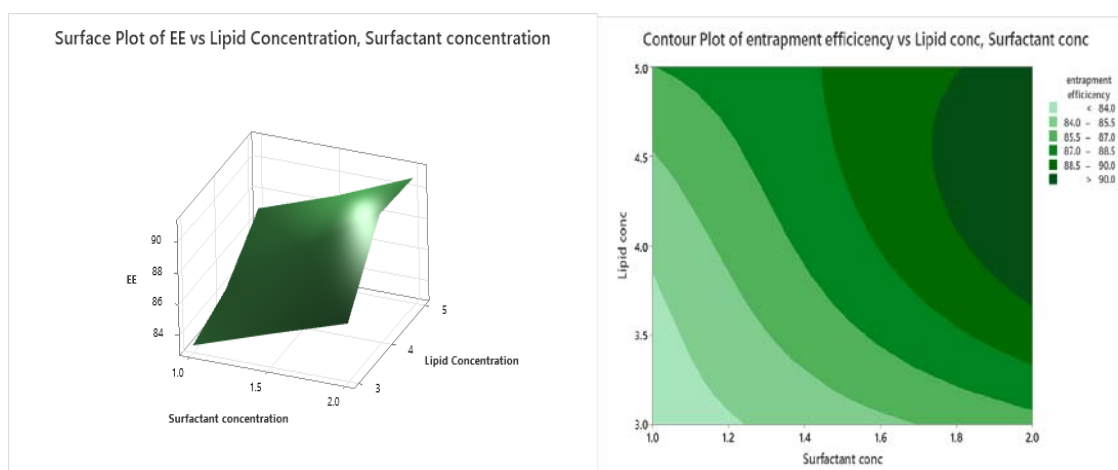 Surface Plot of EE vs Lipid Concentration, Surfactant concentration
90
88
86
84
EE
1.0
1.5
2.0
Surfactant concentration
3
4
5
Lipid Concentration
Contour Plot of entrapment efficicency vs Lipid conc, Surfactant conc
5.0
4.5
4.0
3.5
3.0
Lipid conc
1.0 1.2 1.4 1.6 1.8 2.0
Surfactant conc
entrapment
efficicency
< 84.0
84.0 – 85.5
85.5 – 87.0
87.0 – 88.5
88.5 – 90.0
> 90.0